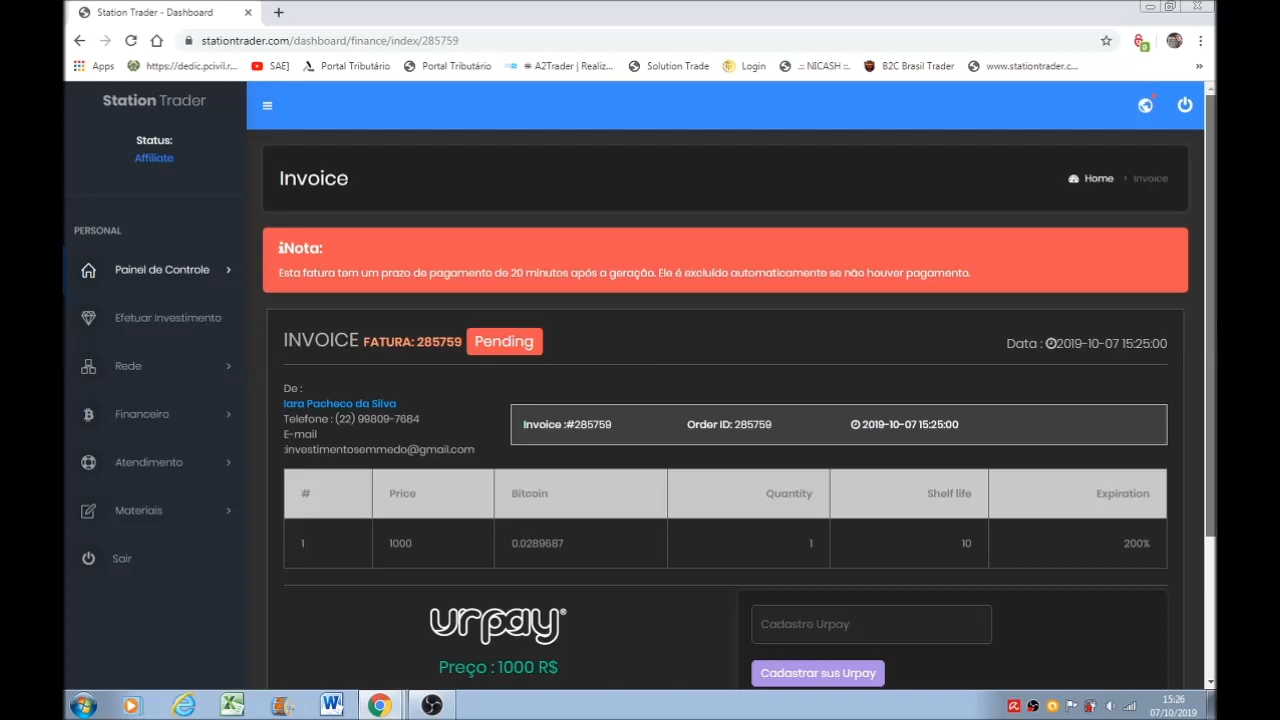 Station Trader - Dashboard
stationtrader.com/dashboard/finance/index/285759
Apps https://dedic.pcivil.r... SAEJ Portal Tributário Portal Tributário ∗ A2Trader | Realiz... Solution Trade Login .:: NICASH ::. B2C Brasil Trader www.stationtrader.c... »
Station Trader
Status:
Affiliate
PERSONAL
Painel de Controle
Efetuar Investimento
Rede
Financeiro
Atendimento
Materiais
Sair
Invoice
Home > Invoice
Nota:
Esta fatura tem um prazo de pagamento de 20 minutos após a geração. Ele é excluído automaticamente se não houver pagamento.
INVOICE FATURA: 285759 Pending
Data : 2019-10-07 15:25:00
De :
Iara Pacheco da Silva
Telefone : (22) 99809-7684
E-mail
:investimentosemmedo@gmail.com
Invoice :#285759 Order ID: 285759 2019-10-07 15:25:00
# Price Bitcoin Quantity Shelf life Expiration
1 1000 0.0289687 1 10 200%
urpay®
Preço : 1000 R$
Cadastre Urpay
Cadastrar sus Urpay
15:26
07/10/2019